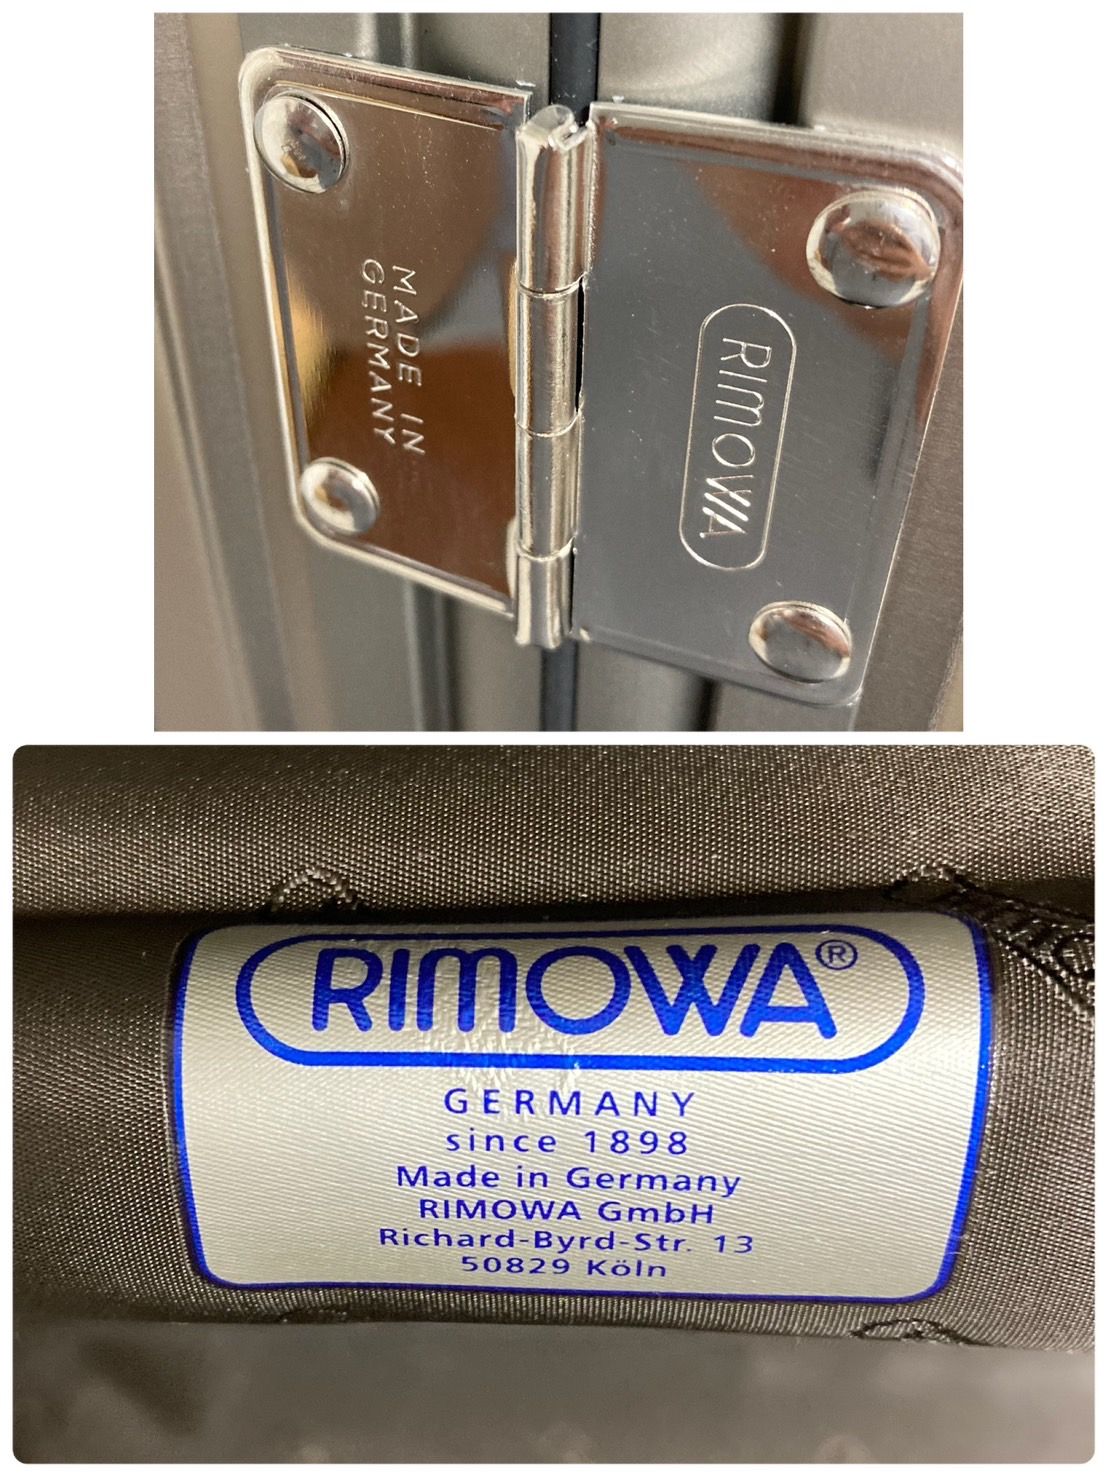 MADE IN
GERMANY
RIMOWA
RIMOWA®
GERMANY
since 1898
Made in Germany
RIMOWA GmbH
Richard-Byrd-Str. 13
50829 Köln